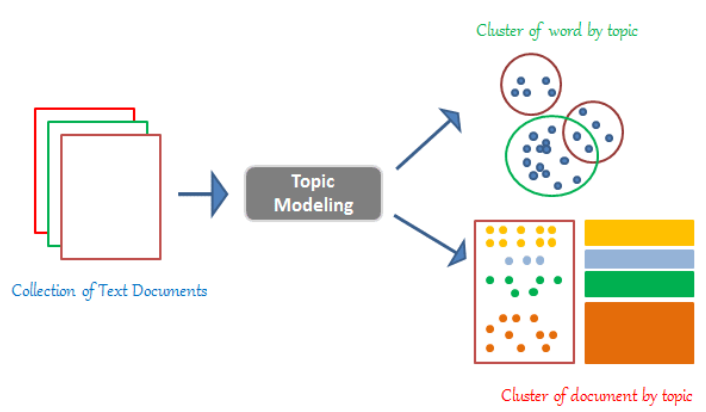 Cluster of word by topic
Topic
Modeling
Collection of Text Documents
Cluster of document by topic